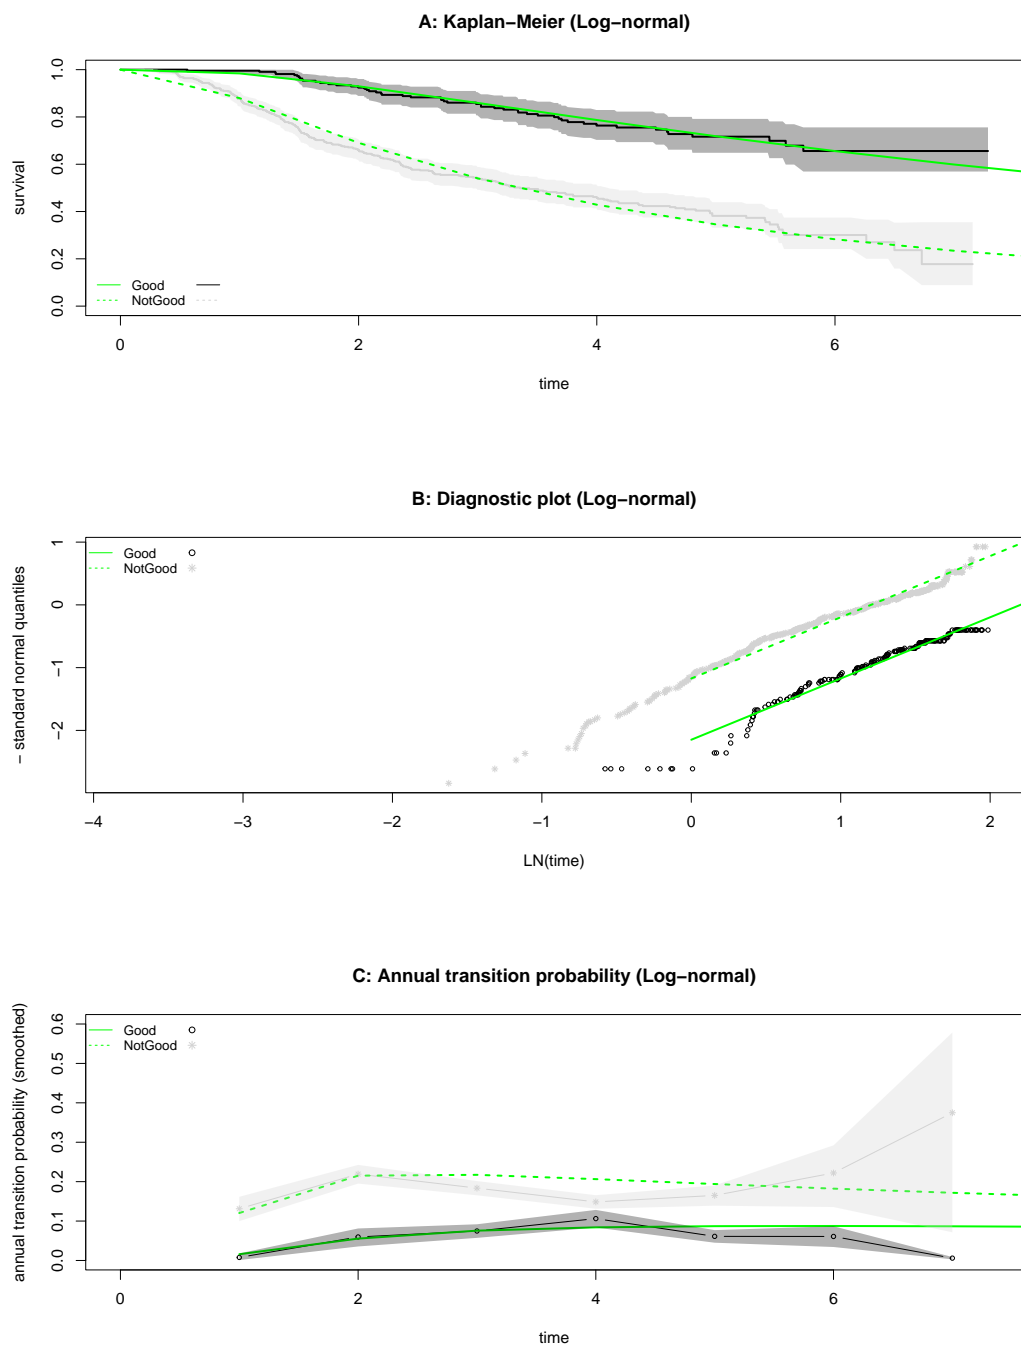 A: Kaplan−Meier (Log−normal)
survival
1.0
0.8
0.6
0.4
0.2
0.0
Good
NotGood
0 2 4 6
time
B: Diagnostic plot (Log−normal)
− standard normal quantiles
1
0
−1
−2
Good
NotGood
−4 −3 −2 −1 0 1 2
LN(time)
C: Annual transition probability (Log−normal)
annual transition probability (smoothed)
0.6
0.5
0.4
0.3
0.2
0.1
0.0
Good
NotGood
0 2 4 6
time